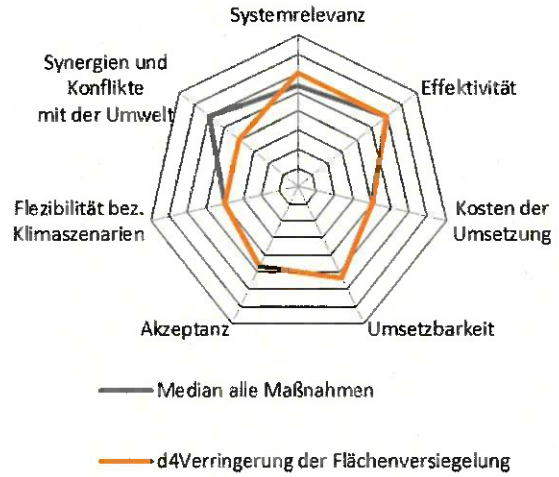 Systemrelevanz
Synergien und
Konflikte
mit der Umwelt
Effektivität
Flezibilität bez.
Klimaszenarien
Kosten der
Umsetzung
Akzeptanz
Umsetzbarkeit
Median alle Maßnahmen
d4Verringerung der Flächenversiegelung